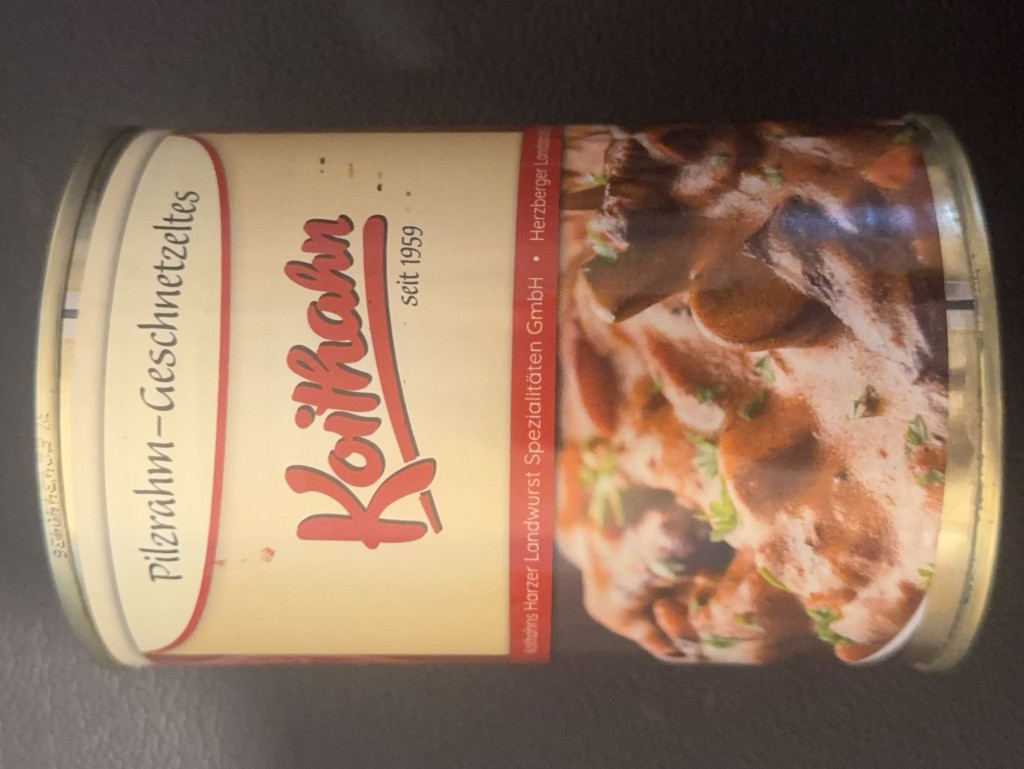 Pilzrahm-Geschnetzeltes
Koithahn
seit 1959
Koithahns Harzer Landwurst Spezialitäten GmbH • Herzberger